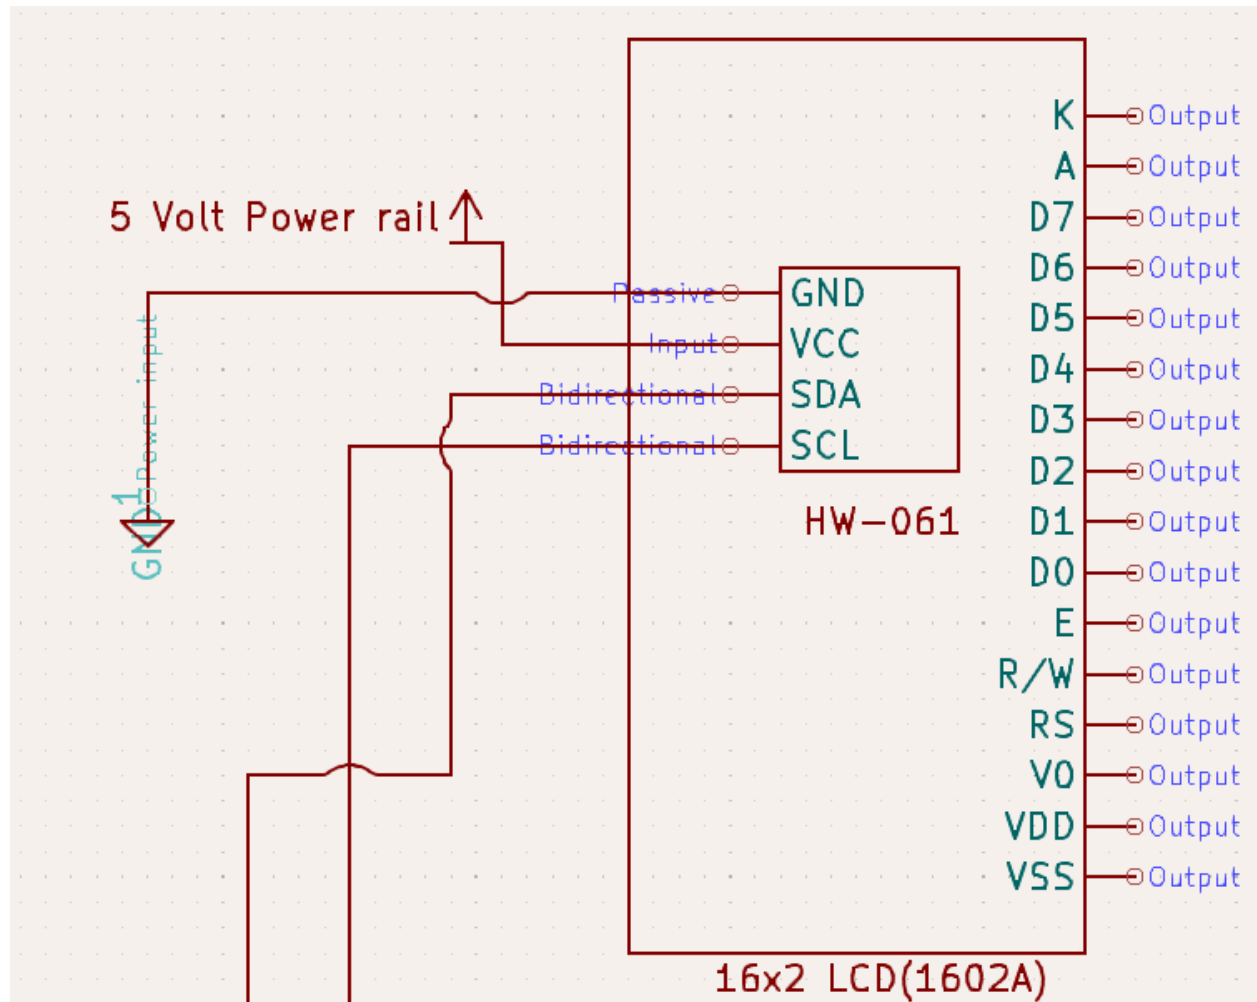 K Output
A Output
D7 Output
5 Volt Power rail
D6 Output
Passive GND
D5 Output
Input VCC
D4 Output
Bidirectional SDA
D3 Output
Bidirectional SCL
D2 Output
Power input
GND1
HW-061
D1 Output
D0 Output
E Output
R/W Output
RS Output
V0 Output
VDD Output
VSS Output
16x2 LCD(1602A)